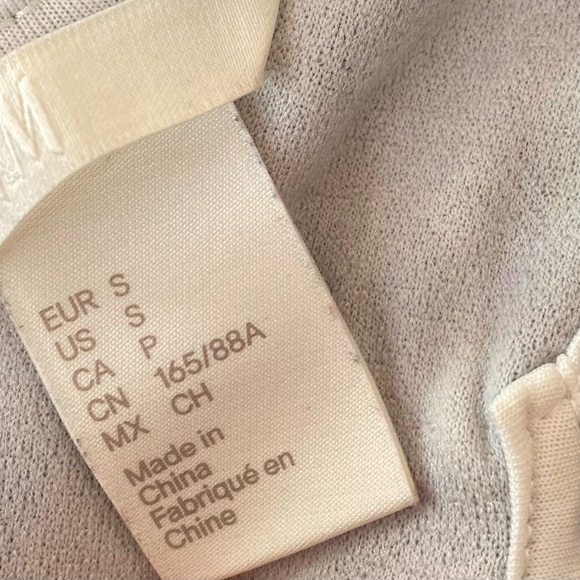 M
EUR S
US S
CA P
CN 165/88A
MX CH
Made in
China
Fabriqué en
Chine